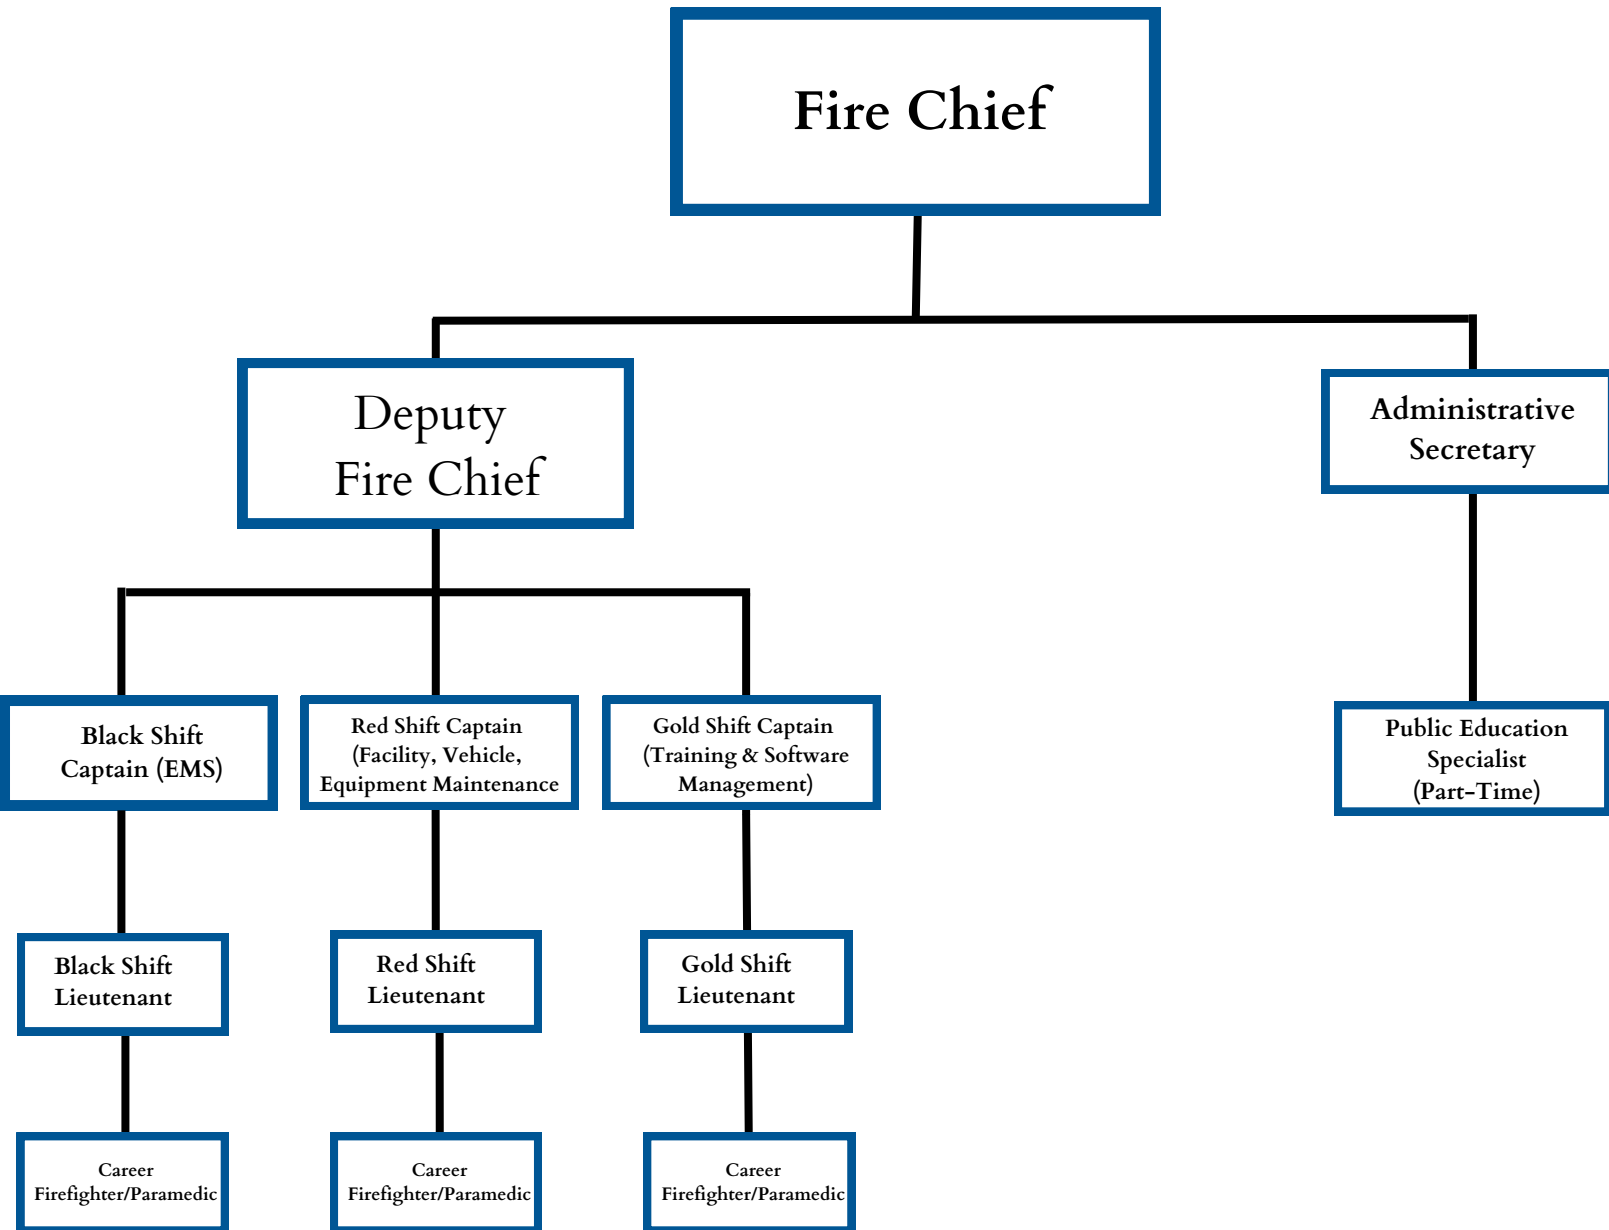 Fire Chief
Deputy
Fire Chief
Administrative
Secretary
Black Shift
Captain (EMS)
Red Shift Captain
(Facility, Vehicle,
Equipment Maintenance
Gold Shift Captain
(Training & Software
Management)
Public Education
Specialist
(Part-Time)
Black Shift
Lieutenant
Red Shift
Lieutenant
Gold Shift
Lieutenant
Career
Firefighter/Paramedic
Career
Firefighter/Paramedic
Career
Firefighter/Paramedic